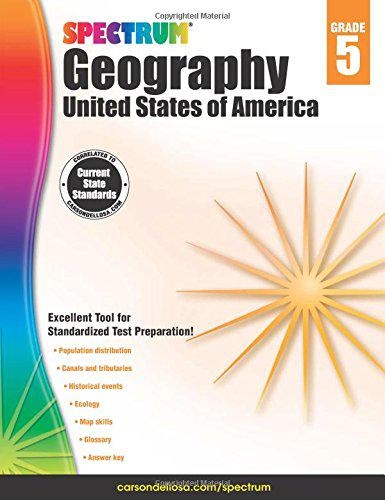 Copyrighted Material
SPECTRUM®
GRADE
5
Geography
United States of America
CORRELATED TO
Current
State
Standards
CARSONDELLOSA.COM
Excellent Tool for
Standardized Test Preparation!
• Population distribution
• Canals and tributaries
• Historical events
• Ecology
• Map skills
• Glossary
• Answer key
carsondellosa.com/spectrum
Copyrighted Material